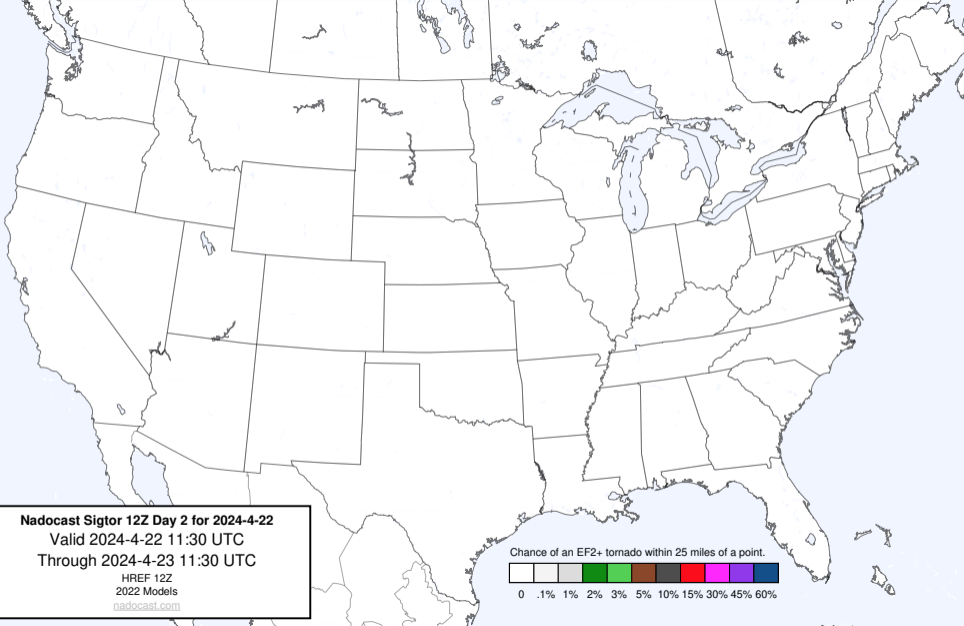 Nadocast Sigtor 12Z Day 2 for 2024-4-22
Valid 2024-4-22 11:30 UTC
Through 2024-4-23 11:30 UTC
HREF 12Z
2022 Models
nadocast.com
Chance of an EF2+ tornado within 25 miles of a point.
0 .1% 1% 2% 3% 5% 10% 15% 30% 45% 60%